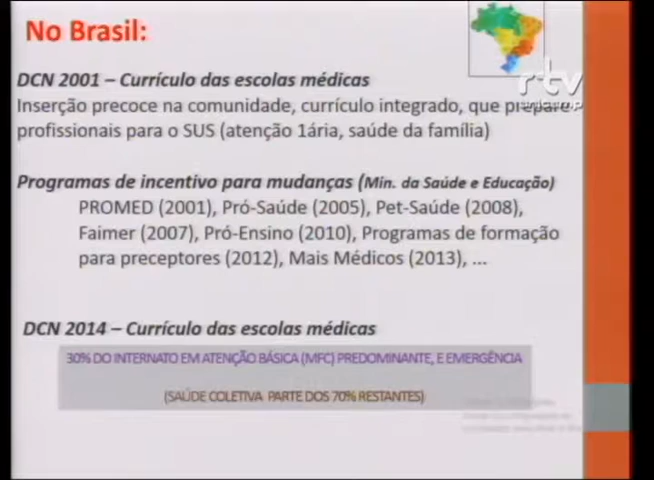 No Brasil:
rtv
unicamp
DCN 2001 – Currículo das escolas médicas
Inserção precoce na comunidade, currículo integrado, que prepare
profissionais para o SUS (atenção 1ária, saúde da família)
Programas de incentivo para mudanças (Min. da Saúde e Educação)
PROMED (2001), Pró-Saúde (2005), Pet-Saúde (2008),
Faimer (2007), Pró-Ensino (2010), Programas de formação
para preceptores (2012), Mais Médicos (2013), ...
DCN 2014 – Currículo das escolas médicas
30% DO INTERNATO EM ATENÇÃO BÁSICA (MFC) PREDOMINANTE, E EMERGÊNCIA
(SAÚDE COLETIVA PARTE DOS 70% RESTANTES)